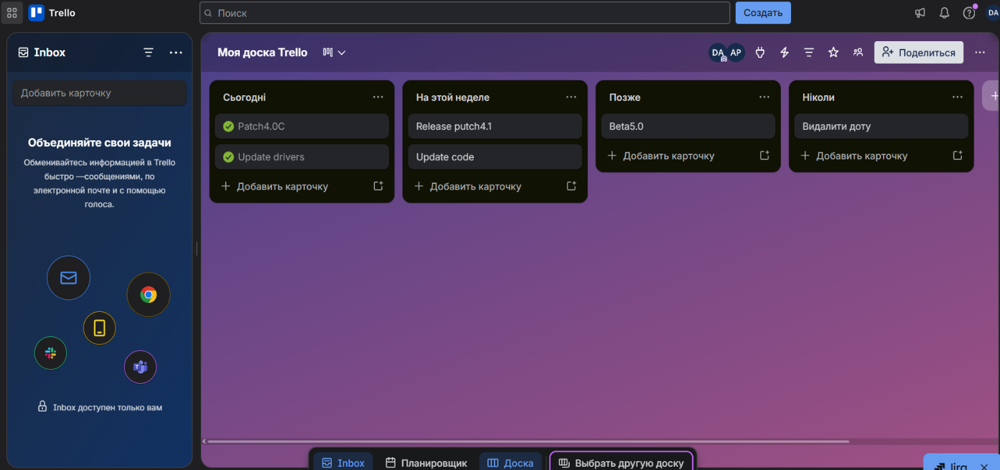 Trello
Поиск
Создать
DA
Inbox
Добавить карточку
Объединяйте свои задачи
Обменивайтесь информацией в Trello
быстро —сообщениями, по
электронной почте и с помощью
голоса.
Inbox доступен только вам
Моя доска Trello
DA AP
Поделиться
Сьогодні
Patch4.0C
Update drivers
Добавить карточку
На этой неделе
Release putch4.1
Update code
Добавить карточку
Позже
Beta5.0
Добавить карточку
Ніколи
Видалити доту
Добавить карточку
Inbox
Планировщик
Доска
Выбрать другую доску
Jira